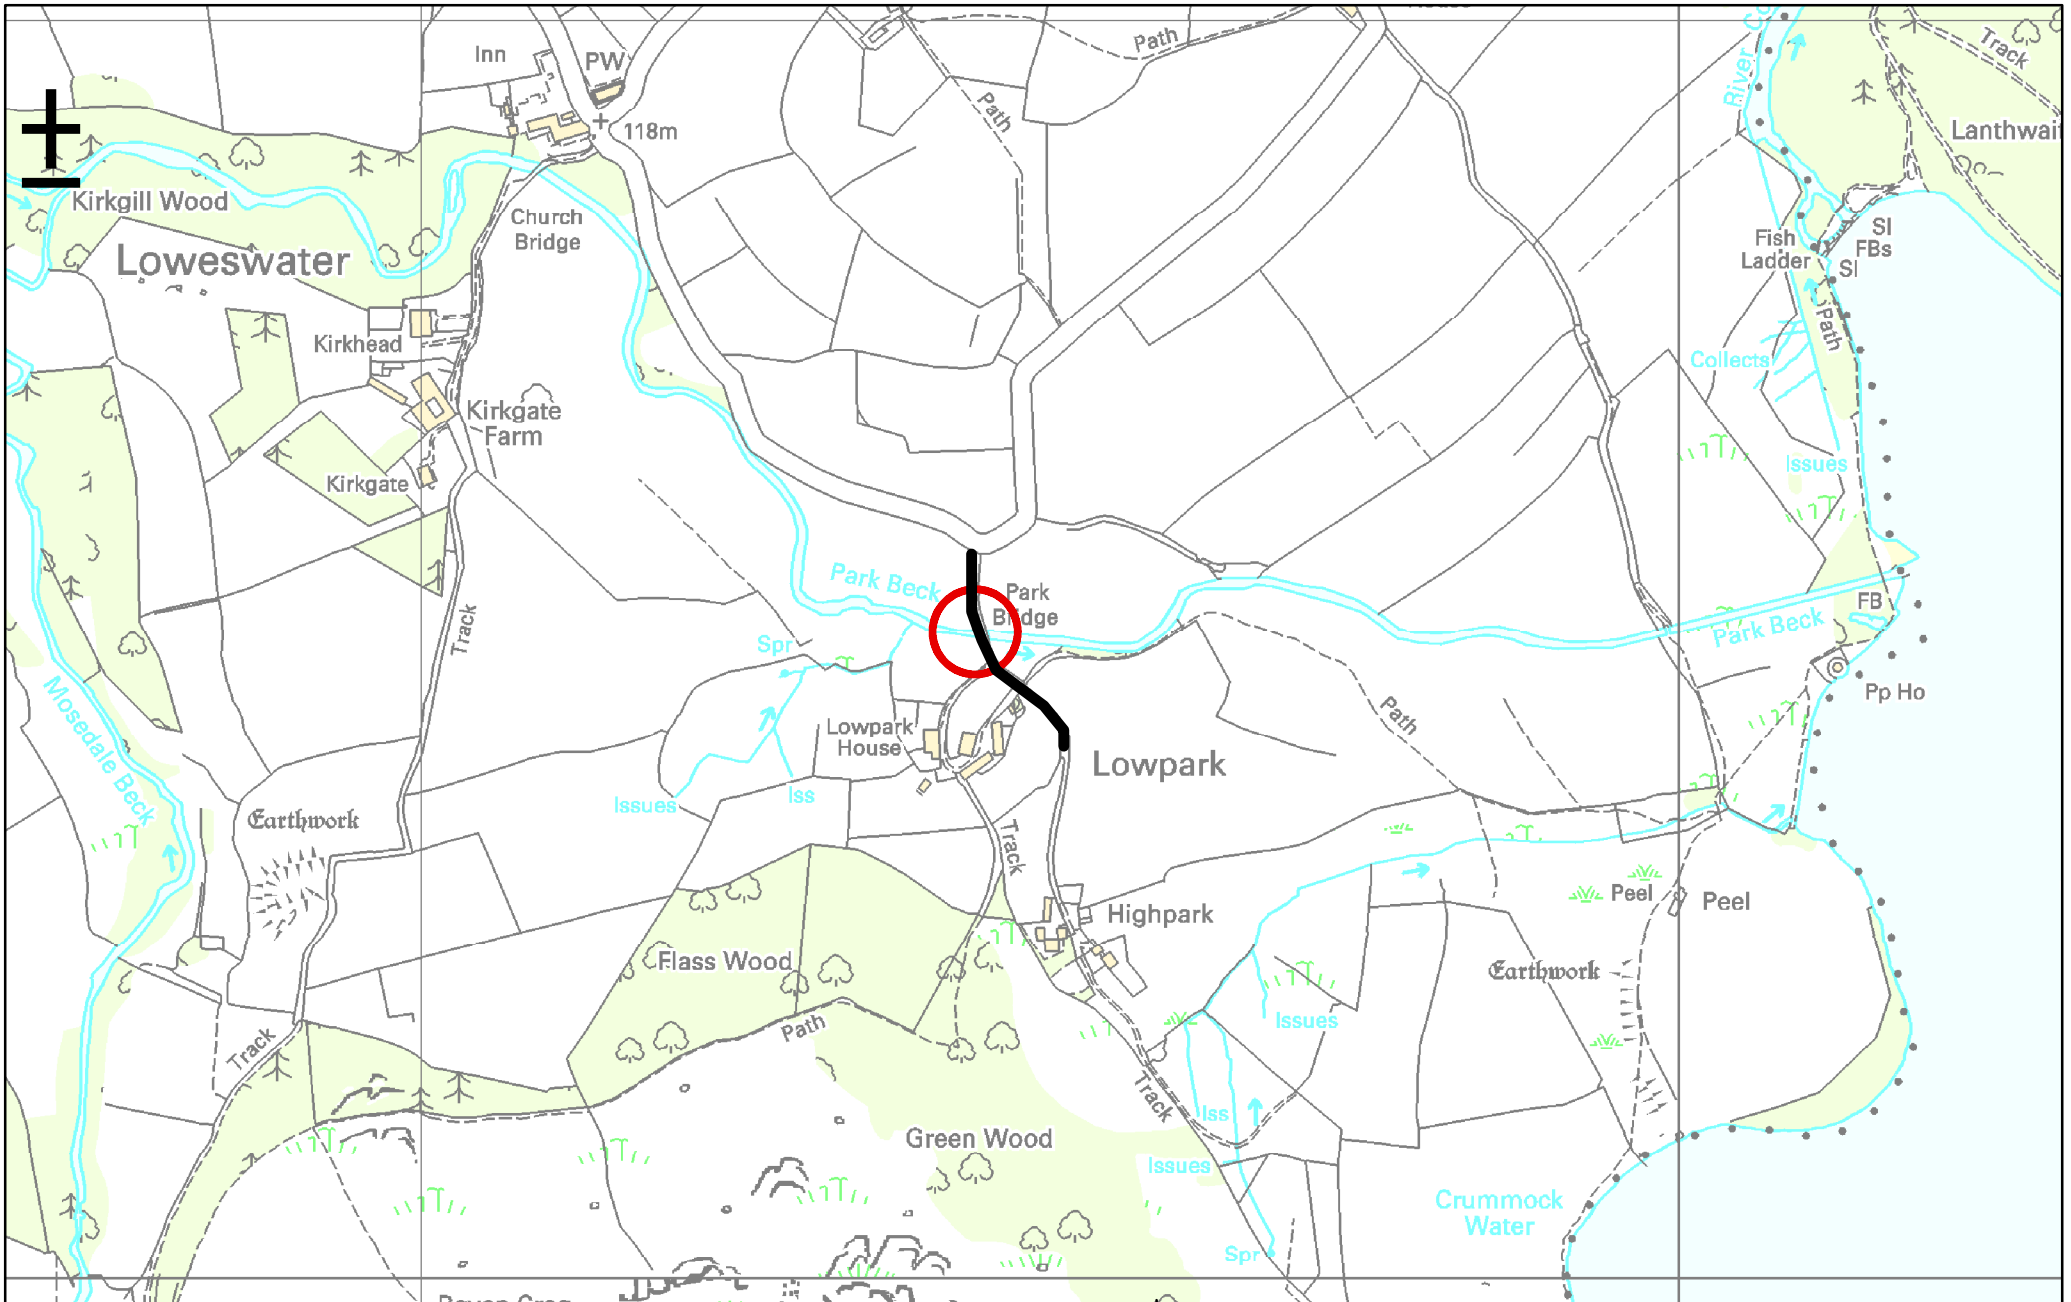 Path
River Co
Track
Inn
PW
Path
118m
Lanthwai
Kirkgill Wood
Church
Bridge
Sl
Fish
Ladder
FBs
Sl
Loweswater
Path
Kirkhead
Collects
Kirkgate
Farm
Issues
Kirkgate
Park Beck
Park
Bridge
FB
Park Beck
Track
Spr
Pp Ho
Mosedale Beck
Path
Lowpark
House
Lowpark
Issues
Iss
Earthwork
Track
Peel
Peel
Highpark
Flass Wood
Earthwork
Issues
Path
Track
Track
Iss
Green Wood
Issues
Crummock
Water
Spr